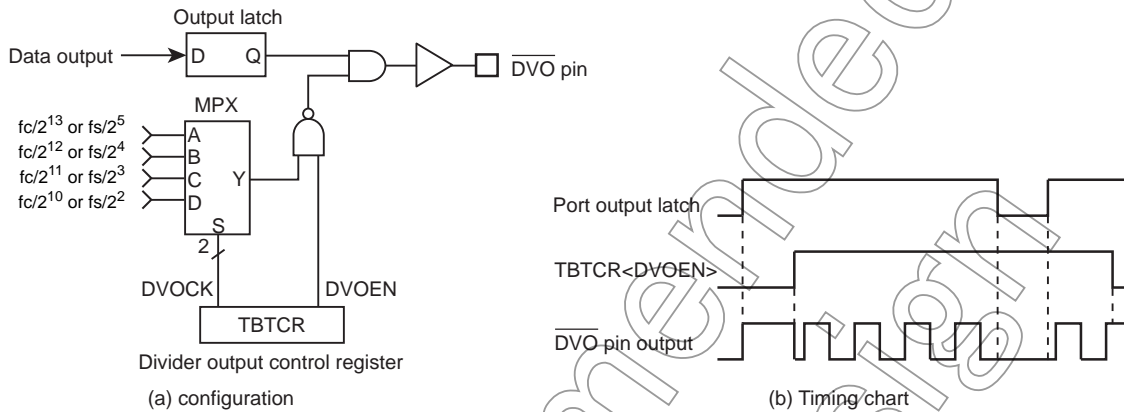 Output latch
Data output
D Q
DVO pin
MPX
fc/2^13 or fs/2^5
fc/2^12 or fs/2^4
fc/2^11 or fs/2^3
fc/2^10 or fs/2^2
A
B
C
D
Y
S
2
DVOCK
DVOEN
TBTCR
Divider output control register
(a) configuration
Port output latch
TBTCR<DVOEN>
DVO pin output
(b) Timing chart